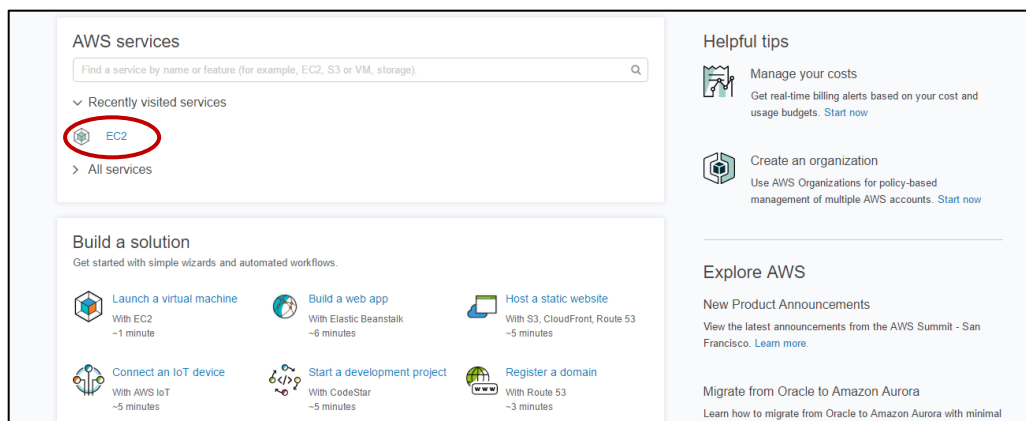 AWS services
Find a service by name or feature (for example, EC2, S3 or VM, storage).
Recently visited services
EC2
All services
Build a solution
Get started with simple wizards and automated workflows.
Launch a virtual machine
With EC2
~1 minute
Build a web app
With Elastic Beanstalk
~6 minutes
Host a static website
With S3, CloudFront, Route 53
~5 minutes
Connect an IoT device
With AWS IoT
~5 minutes
Start a development project
With CodeStar
~5 minutes
WWW
Register a domain
With Route 53
~3 minutes
Helpful tips
Manage your costs
Get real-time billing alerts based on your cost and
usage budgets. Start now
Create an organization
Use AWS Organizations for policy-based
management of multiple AWS accounts. Start now
Explore AWS
New Product Announcements
View the latest announcements from the AWS Summit - San
Francisco. Learn more.
Migrate from Oracle to Amazon Aurora
Learn how to migrate from Oracle to Amazon Aurora with minimal